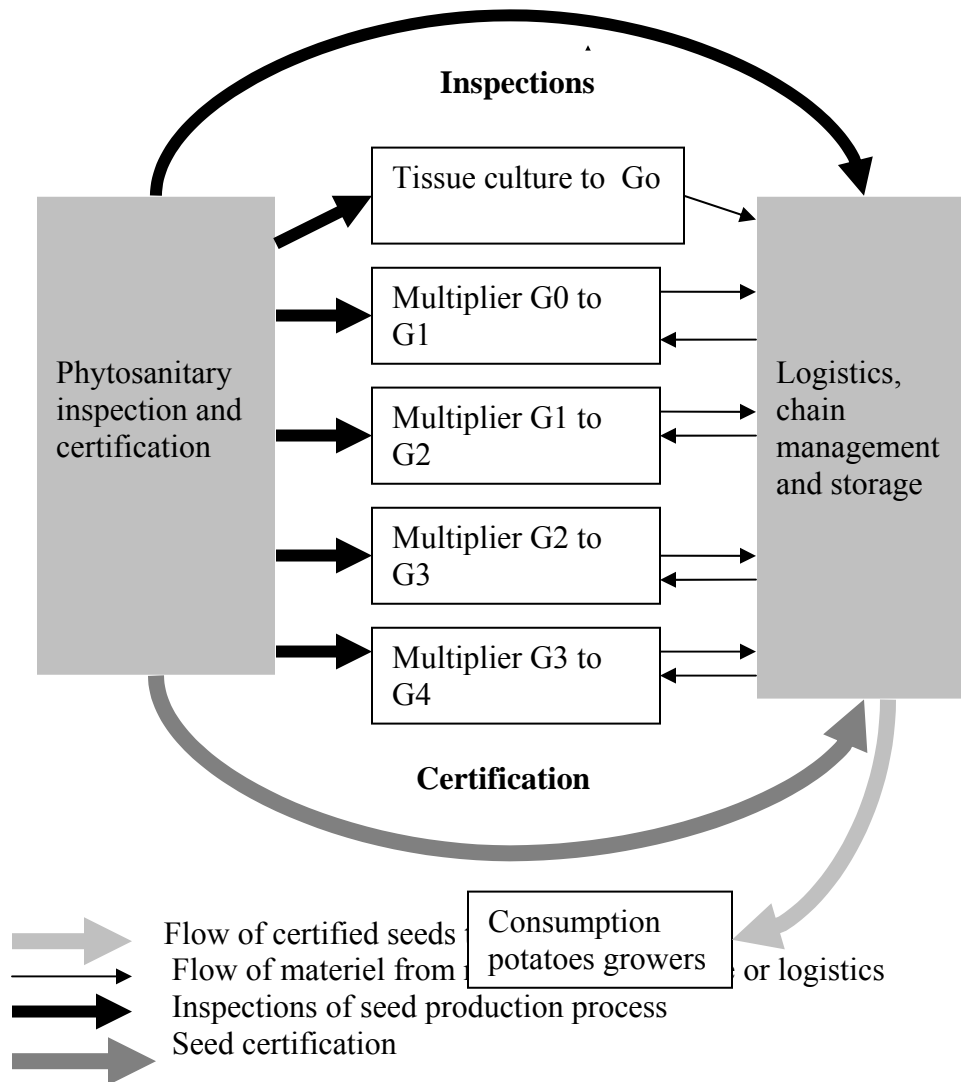 Inspections
Tissue culture to Go
Multiplier G0 to
G1
Multiplier G1 to
G2
Multiplier G2 to
G3
Multiplier G3 to
G4
Phytosanitary
inspection and
certification
Logistics,
chain
management
and storage
Certification
Consumption
potatoes growers
Flow of certified seeds
Flow of materiel from or logistics
Inspections of seed production process
Seed certification